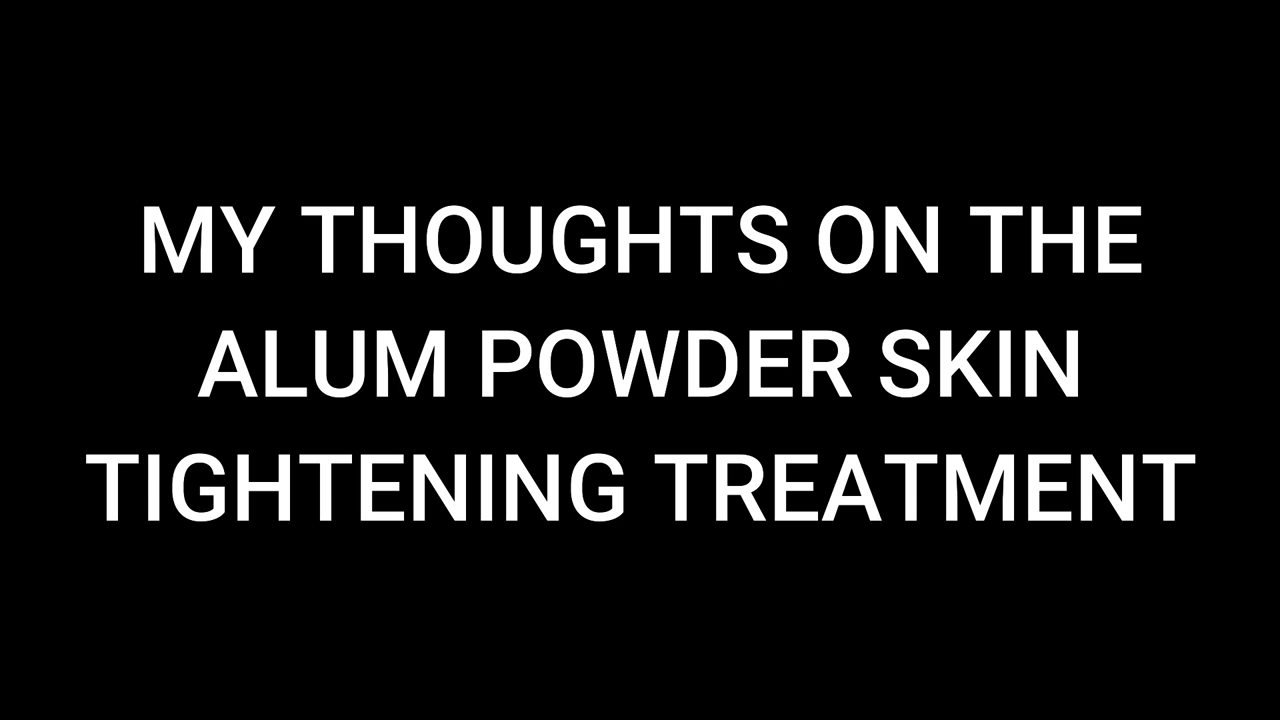 MY THOUGHTS ON THE
ALUM POWDER SKIN
TIGHTENING TREATMENT